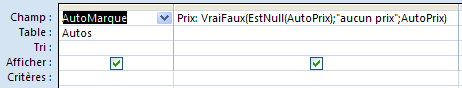 Champ : AutoMarque Prix: VraiFaux(EstNull(AutoPrix);"aucun prix";AutoPrix)
Table : Autos
Tri :
Afficher :
Critères :